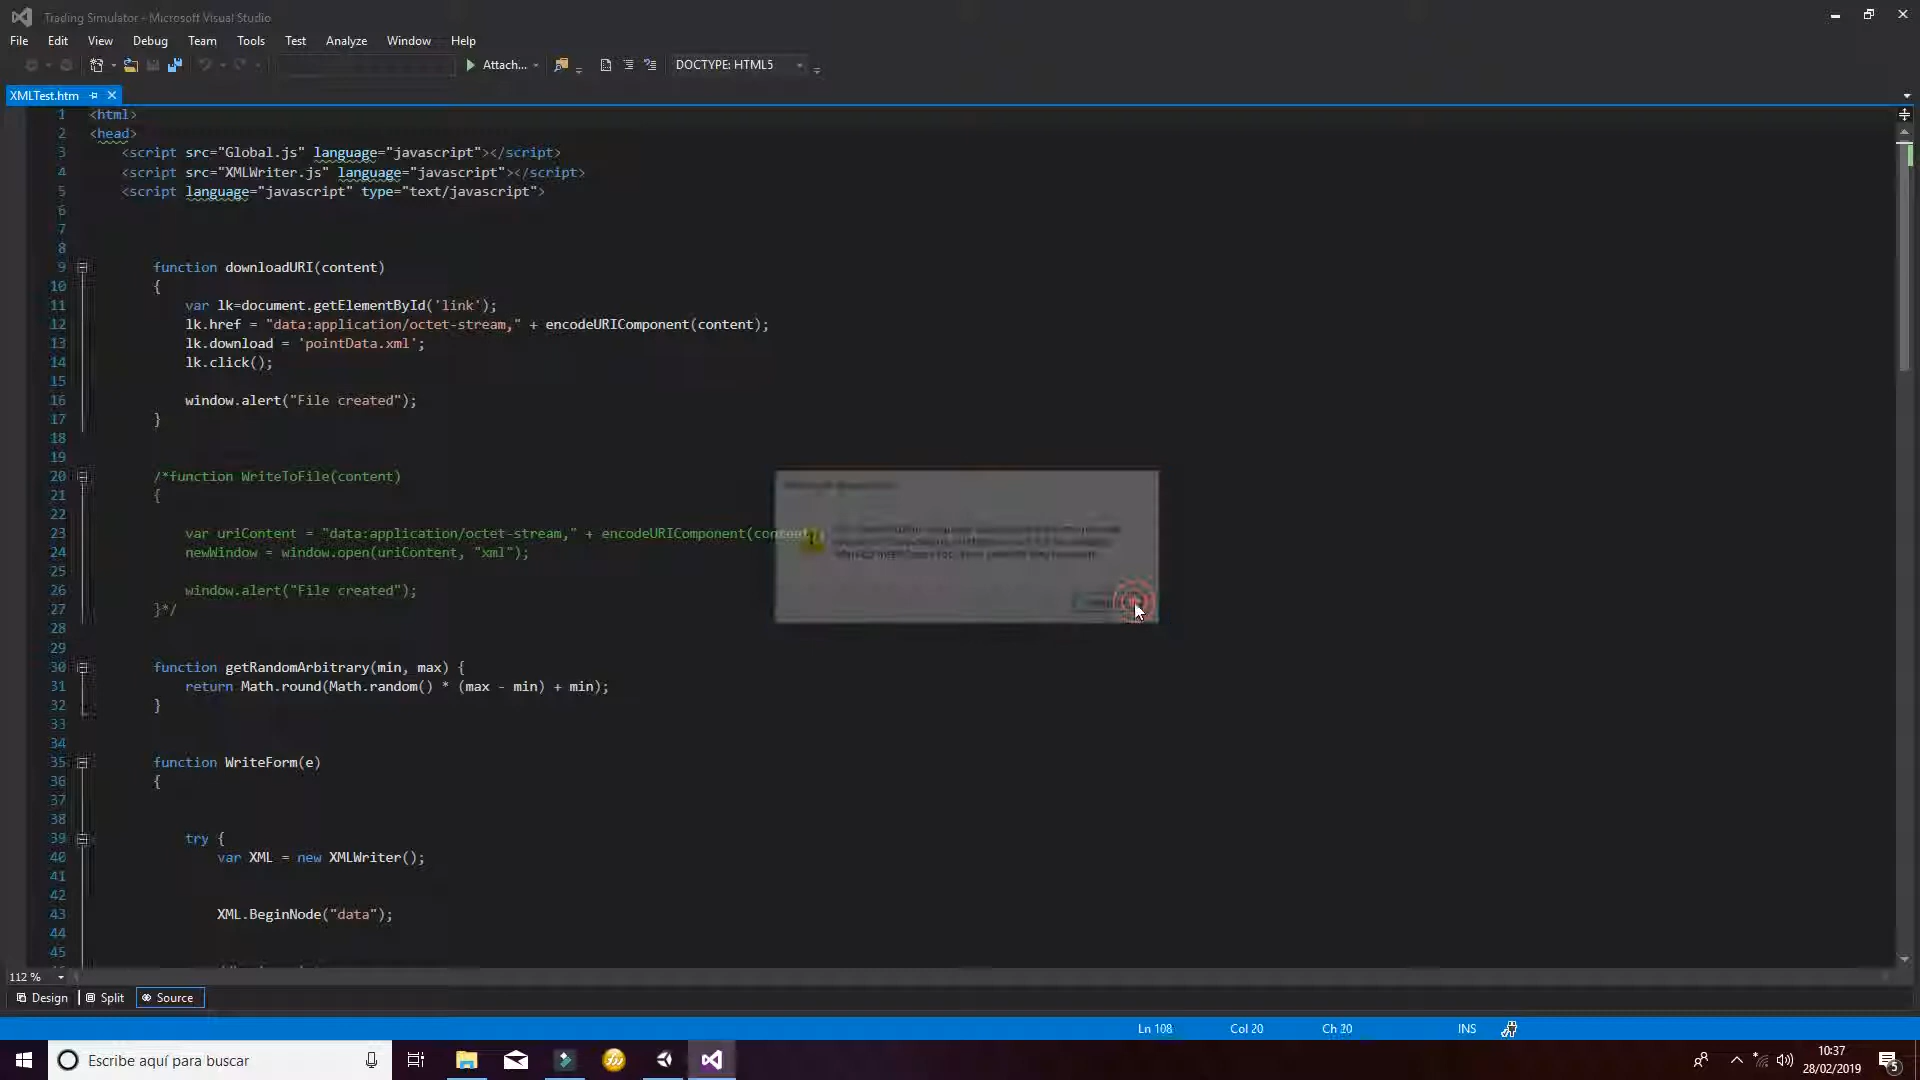 Trading Simulator - Microsoft Visual Studio
File Edit View Debug Team Tools Test Analyze Window Help
Attach... DOCTYPE: HTML5
XMLTest.htm
1 <html>
2 <head>
3 <script src="Global.js" language="javascript"></script>
4 <script src="XMLWriter.js" language="javascript"></script>
5 <script language="javascript" type="text/javascript">
6
7
8
9 function downloadURI(content)
10 {
11 var lk=document.getElementById('link');
12 lk.href = "data:application/octet-stream," + encodeURIComponent(content);
13 lk.download = 'pointData.xml';
14 lk.click();
15
16 window.alert("File created");
17 }
18
19
20 /*function WriteToFile(content)
21 {
22
23 var uriContent = "data:application/octet-stream," + encodeURIComponent(content
24 newWindow = window.open(uriContent, "xml");
25
26 window.alert("File created");
27 }*/
28
29
30 function getRandomArbitrary(min, max) {
31 return Math.round(Math.random() * (max - min) + min);
32 }
33
34
35 function WriteForm(e)
36 {
37
38
39 try {
40 var XML = new XMLWriter();
41
42
43 XML.BeginNode("data");
44
45
112 %
Design Split Source
Ln 108 Col 20 Ch 20 INS
Escribe aquí para buscar
10:37
28/02/2019
5